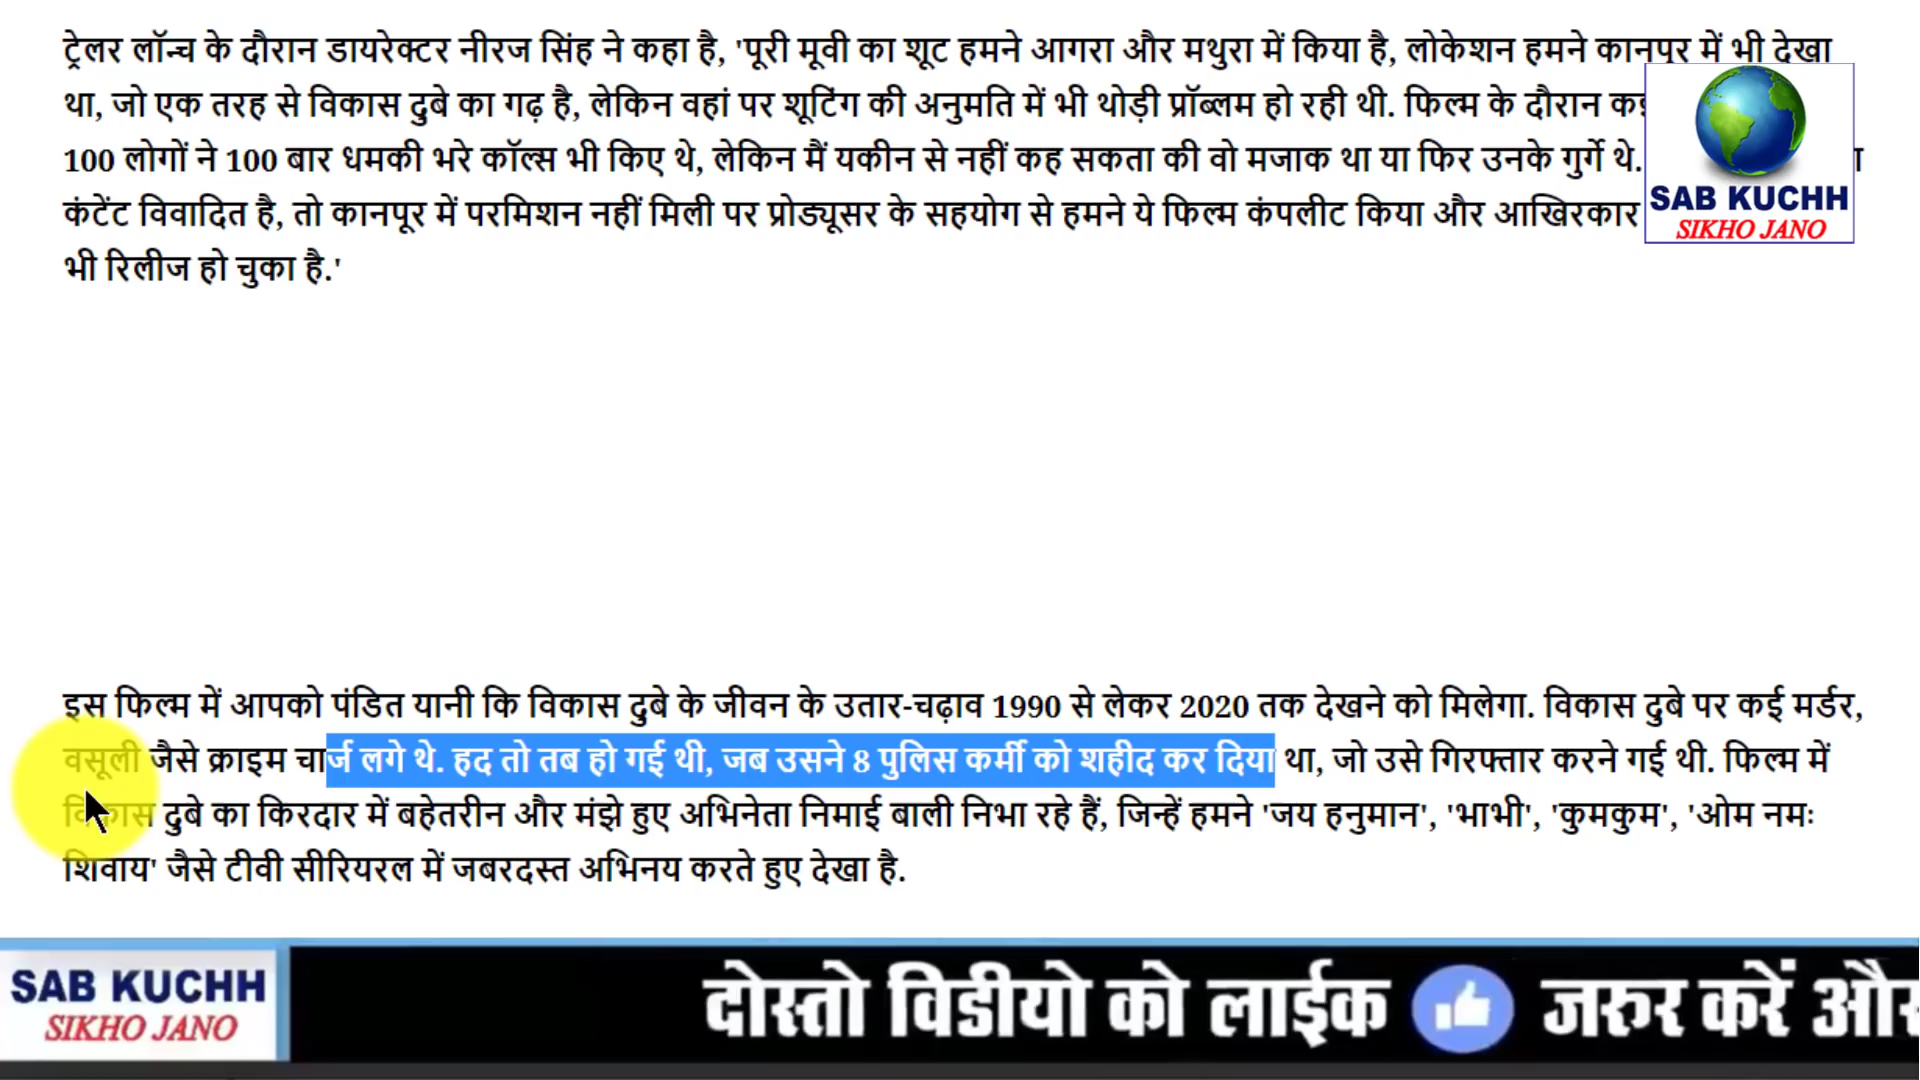 ट्रेलर लॉन्च के दौरान डायरेक्टर नीरज सिंह ने कहा है, 'पूरी मूवी का शूट हमने आगरा और मथुरा में किया है, लोकेशन हमने कानपुर में भी देखा
था, जो एक तरह से विकास दुबे का गढ़ है, लेकिन वहां पर शूटिंग की अनुमति में भी थोड़ी प्रॉब्लम हो रही थी. फिल्म के दौरान
100 लोगों ने 100 बार धमकी भरे कॉल्स भी किए थे, लेकिन मैं यकीन से नहीं कह सकता की वो मजाक था या फिर उनके गुर्गे थे.
कंटेंट विवादित है, तो कानपूर में परमिशन नहीं मिली पर प्रोड्यूसर के सहयोग से हमने ये फिल्म कंपलीट किया और आखिरकार
भी रिलीज हो चुका है.'
SAB KUCHH
SIKHO JANO
इस फिल्म में आपको पंडित यानी कि विकास दुबे के जीवन के उतार-चढ़ाव 1990 से लेकर 2020 तक देखने को मिलेगा. विकास दुबे पर कई मर्डर,
वसूली जैसे क्राइम चार्ज लगे थे. हद तो तब हो गई थी, जब उसने 8 पुलिस कर्मी को शहीद कर दिया था, जो उसे गिरफ्तार करने गई थी. फिल्म में
विकास दुबे का किरदार में बहेतरीन और मंझे हुए अभिनेता निमाई बाली निभा रहे हैं, जिन्हें हमने 'जय हनुमान', 'भाभी', 'कुमकुम', 'ओम नमः
शिवाय' जैसे टीवी सीरियरल में जबरदस्त अभिनय करते हुए देखा है.
SAB KUCHH
SIKHO JANO
दोस्तो विडीयो को लाईक जरुर करें और